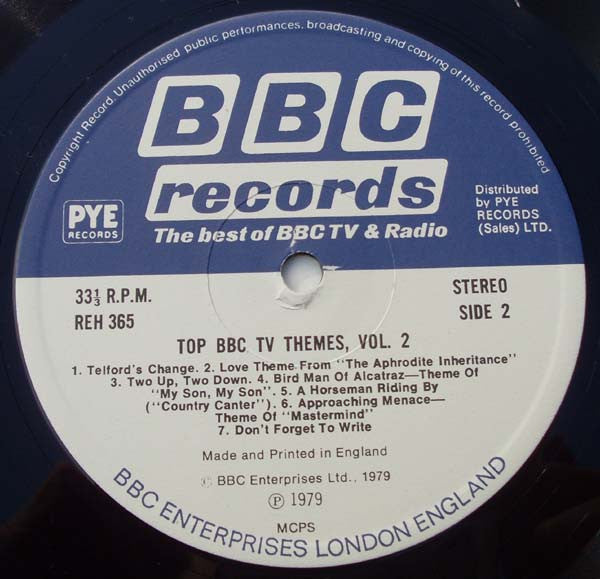 Copyright Record. Unauthorised public performances, broadcasting and copying of this record prohibited
BBC
records
The best of BBC TV & Radio
PYE
RECORDS
Distributed
by PYE
RECORDS
(Sales) LTD.
33⅓ R.P.M.
REH 365
STEREO
SIDE 2
TOP BBC TV THEMES, VOL. 2
1. Telford's Change. 2. Love Theme From "The Aphrodite Inheritance"
3. Two Up, Two Down. 4. Bird Man Of Alcatraz—Theme Of
"My Son, My Son". 5. A Horseman Riding By
("Country Canter"). 6. Approaching Menace—
Theme Of "Mastermind"
7. Don't Forget To Write
Made and Printed in England
© BBC Enterprises Ltd., 1979
℗ 1979
MCPS
BBC ENTERPRISES LONDON ENGLAND